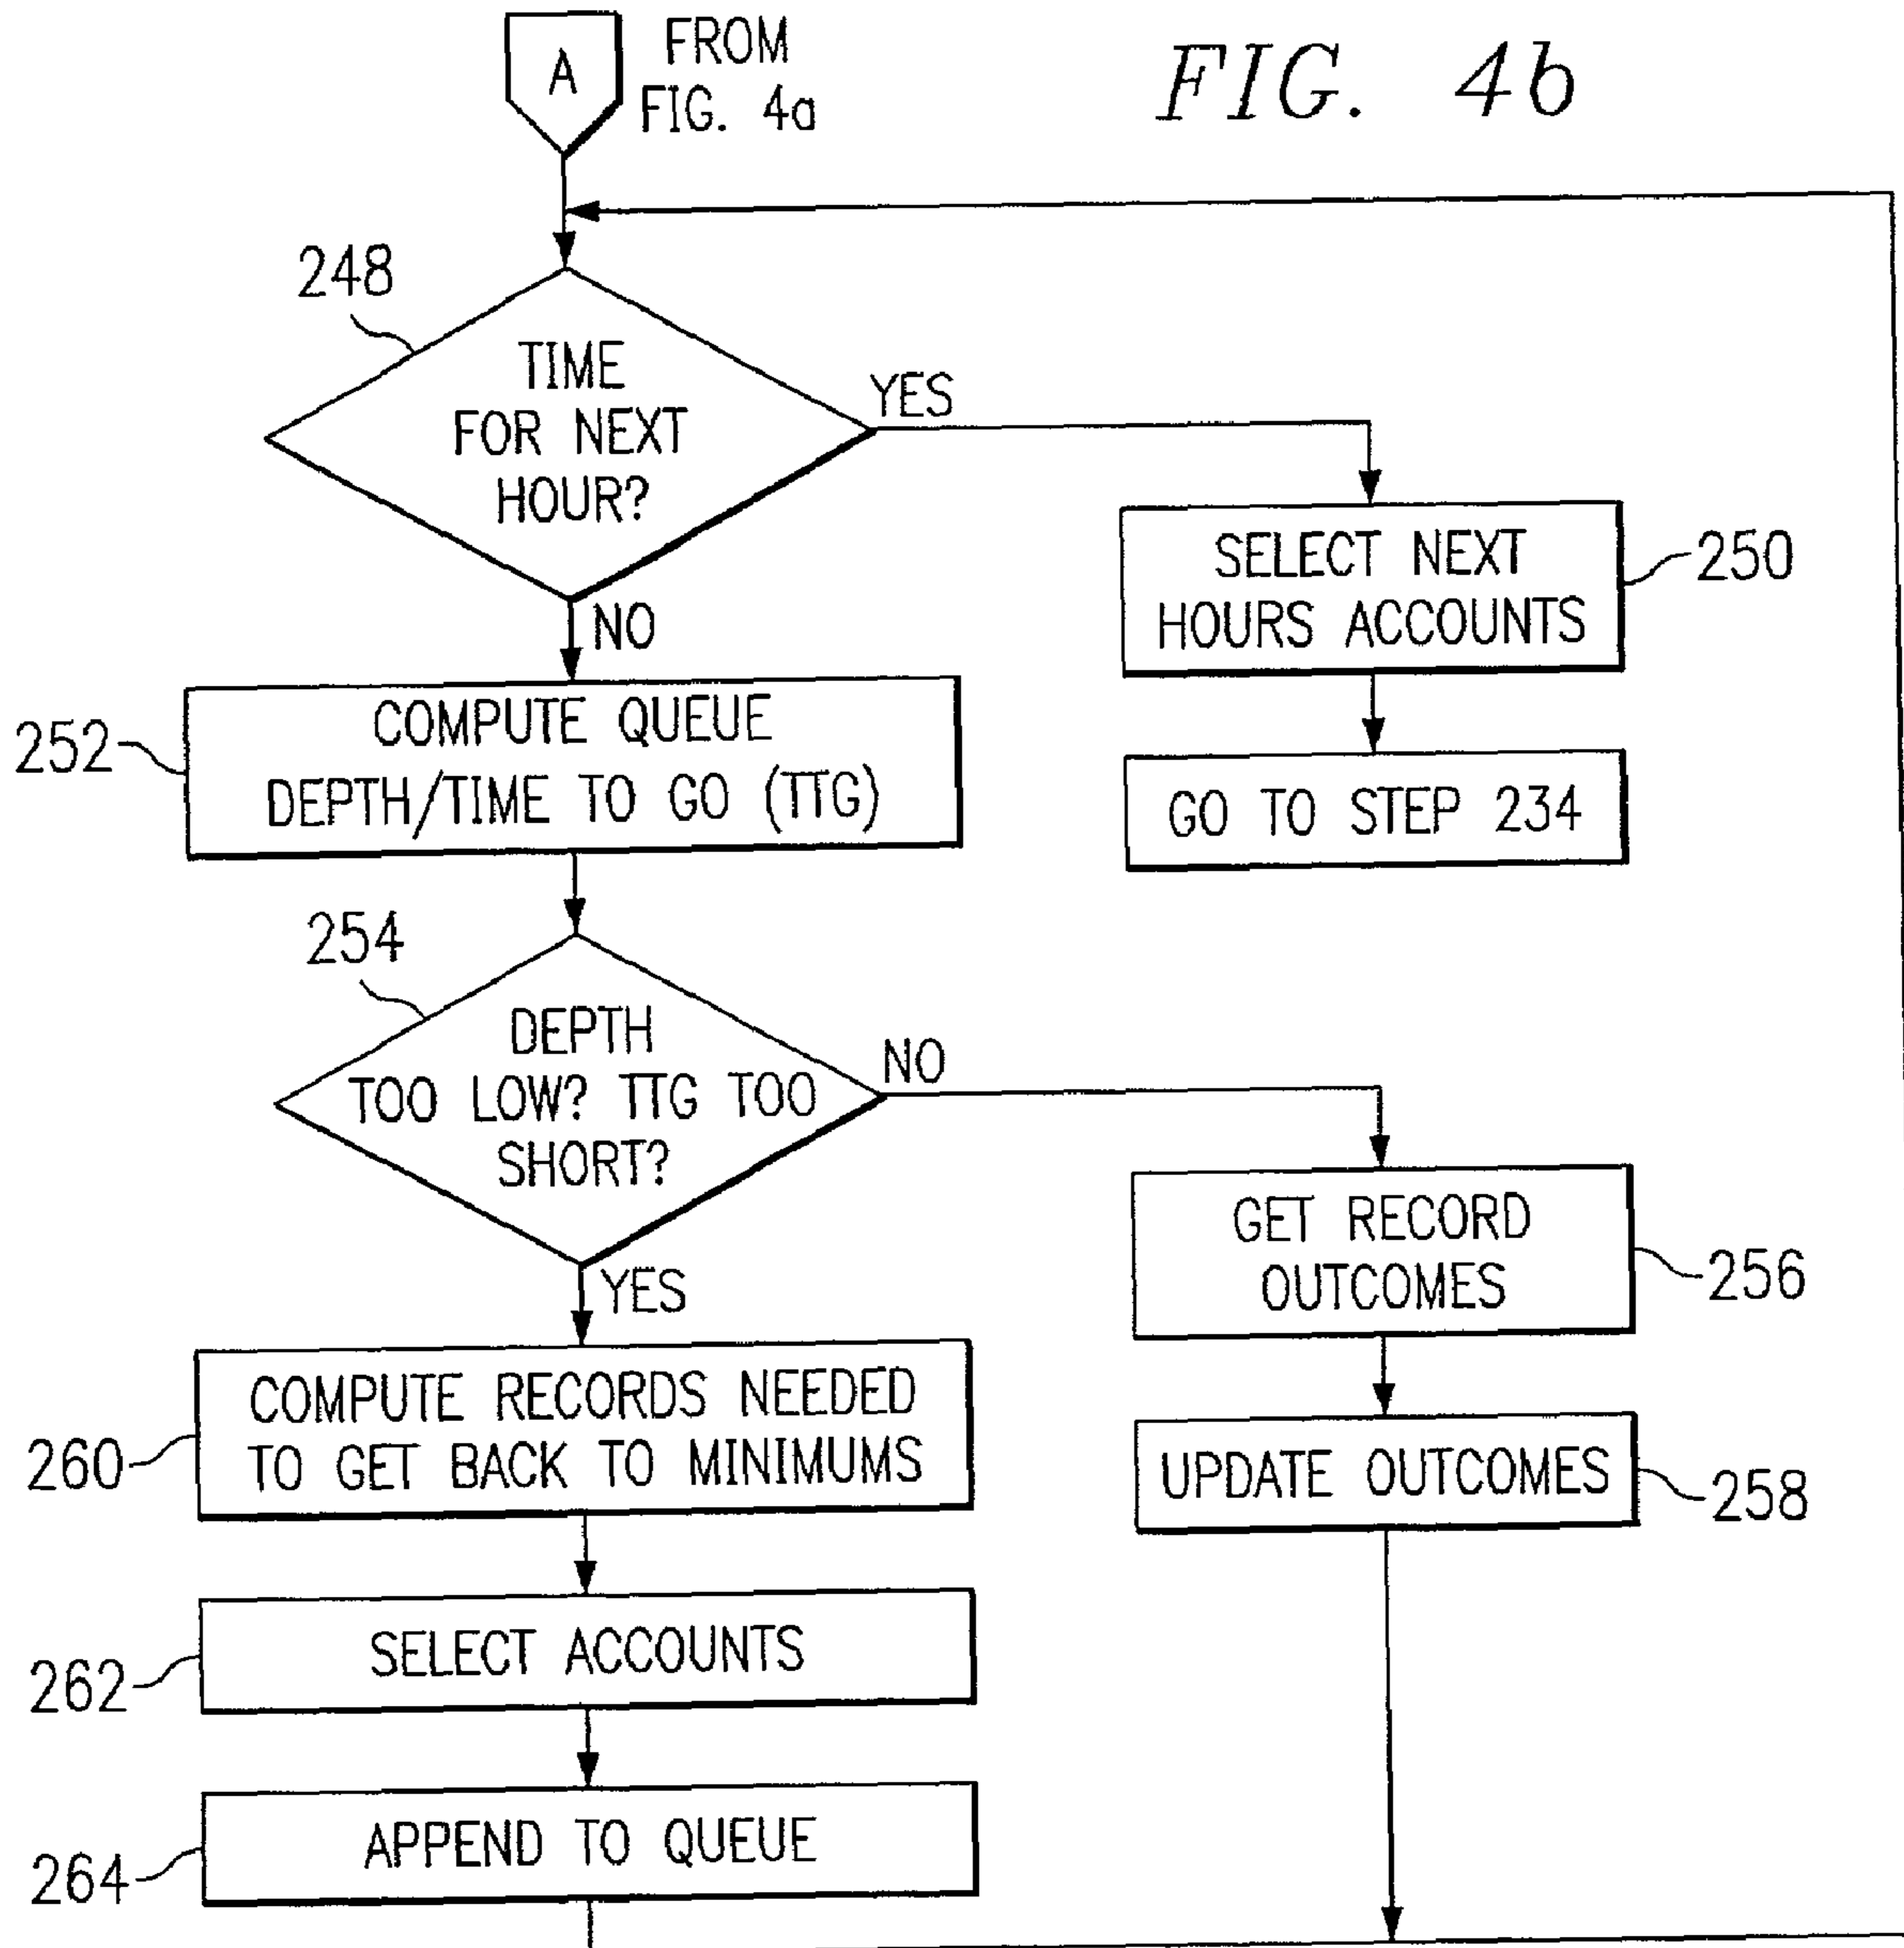 A
FROM
FIG. 4a
FIG. 4b
248
TIME
FOR NEXT
HOUR?
YES
NO
SELECT NEXT
HOURS ACCOUNTS
250
GO TO STEP 234
252
COMPUTE QUEUE
DEPTH/TIME TO GO (TTG)
254
DEPTH
TOO LOW? TTG TOO
SHORT?
NO
YES
GET RECORD
OUTCOMES
256
UPDATE OUTCOMES
258
260
COMPUTE RECORDS NEEDED
TO GET BACK TO MINIMUMS
262
SELECT ACCOUNTS
264
APPEND TO QUEUE